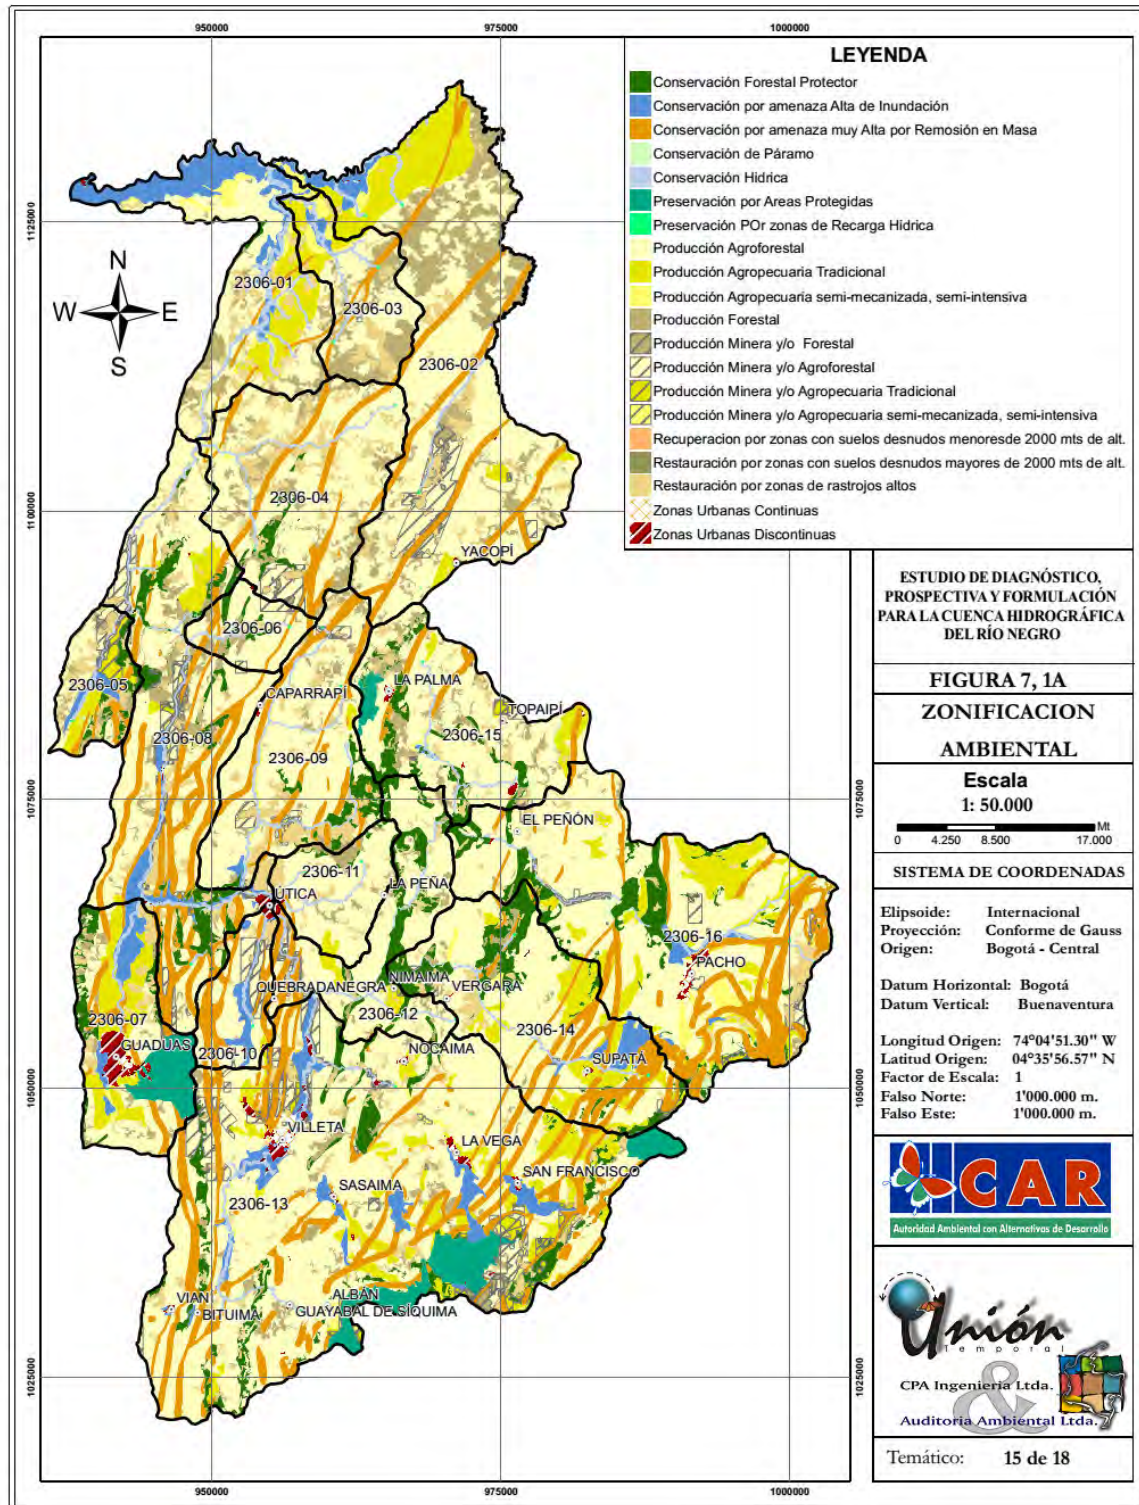 950000
975000
1000000
LEYENDA
Conservación Forestal Protector
Conservación por amenaza Alta de Inundación
Conservación por amenaza muy Alta por Remosión en Masa
Conservación de Páramo
Conservación Hidrica
Preservación por Areas Protegidas
Preservación POr zonas de Recarga Hídrica
Producción Agroforestal
Producción Agropecuaria Tradicional
Producción Agropecuaria semi-mecanizada, semi-intensiva
Producción Forestal
Producción Minera y/o Forestal
Producción Minera y/o Agroforestal
Producción Minera y/o Agropecuaria Tradicional
Producción Minera y/o Agropecuaria semi-mecanizada, semi-intensiva
Recuperacion por zonas con suelos desnudos menoresde 2000 mts de alt.
Restauración por zonas con suelos desnudos mayores de 2000 mts de alt.
Restauración por zonas de rastrojos altos
Zonas Urbanas Continuas
Zonas Urbanas Discontinuas
1125000
N
W E
S
2306-01
2306-03
2306-02
1100000
2306-04
YACOPÍ
2306-06
2306-05
CAPARRAPÍ
LA PALMA
TOPAIPÍ
2306-08
2306-09
2306-15
1075000
1075000
EL PEÑÓN
2306-11
ÚTICA
LA PEÑA
2306-16
PACHO
QUEBRADANEGRA
NIMAIMA
VERGARA
2306-07
2306-12
2306-14
GUADUAS
2306-10
NOCAIMA
SUPATÁ
1050000
1050000
VILLETA
LA VEGA
SAN FRANCISCO
2306-13
SASAIMA
VIANI
BITUIMA
ALBÁN
GUAYABAL DE SÍQUIMA
1025000
1025000
950000
975000
1000000
ESTUDIO DE DIAGNÓSTICO,
PROSPECTIVA Y FORMULACIÓN
PARA LA CUENCA HIDROGRÁFICA
DEL RÍO NEGRO
FIGURA 7, 1A
ZONIFICACION
AMBIENTAL
Escala
1: 50.000
Mt
0 4.250 8.500 17.000
SISTEMA DE COORDENADAS
Elipsoide: Internacional
Proyección: Conforme de Gauss
Origen: Bogotá - Central
Datum Horizontal: Bogotá
Datum Vertical: Buenaventura
Longitud Origen: 74°04'51.30" W
Latitud Origen: 04°35'56.57" N
Factor de Escala: 1
Falso Norte: 1'000.000 m.
Falso Este: 1'000.000 m.
CAR
Autoridad Ambiental con Alternativas de Desarrollo
Unión
Temporal
CPA Ingenieria Ltda.
&
Auditoria Ambiental Ltda.
Temático: 15 de 18